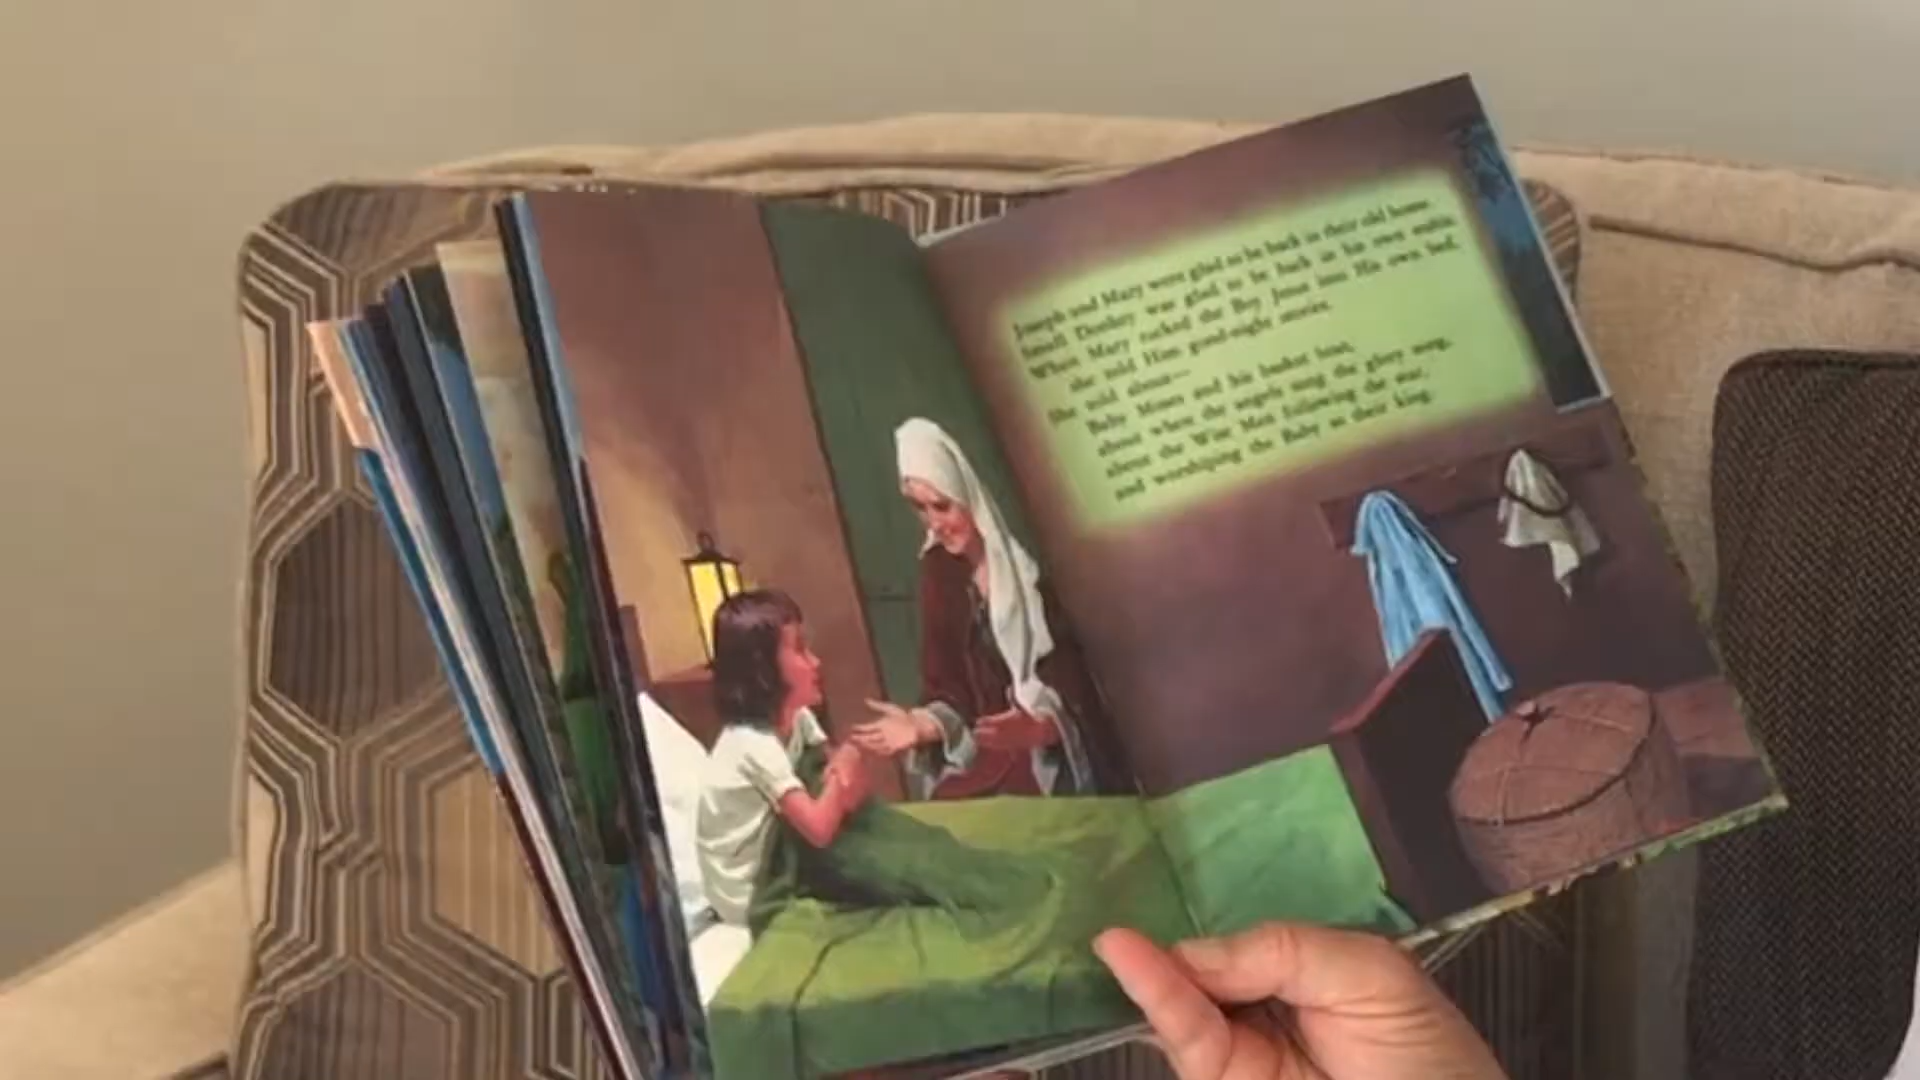 Joseph and Mary were glad to be back in their old home.
Small Donkey was glad to be back in his own stable.
When Mary tucked the Boy Jesus into His own bed,
she told Him good-night stories.
She told about—
Baby Moses and his basket boat,
about when the angels sang the glory song,
about the Wise Men following the star,
and worshiping the Baby as their king.